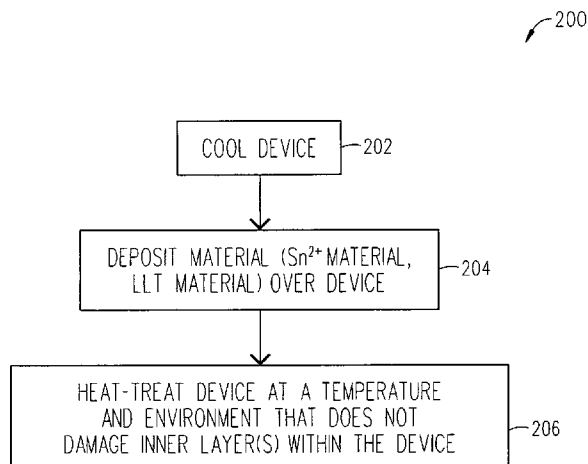 200
COOL DEVICE
202
DEPOSIT MATERIAL (Sn²⁺ MATERIAL,
LLT MATERIAL) OVER DEVICE
204
HEAT-TREAT DEVICE AT A TEMPERATURE
AND ENVIRONMENT THAT DOES NOT
DAMAGE INNER LAYER(S) WITHIN THE DEVICE
206